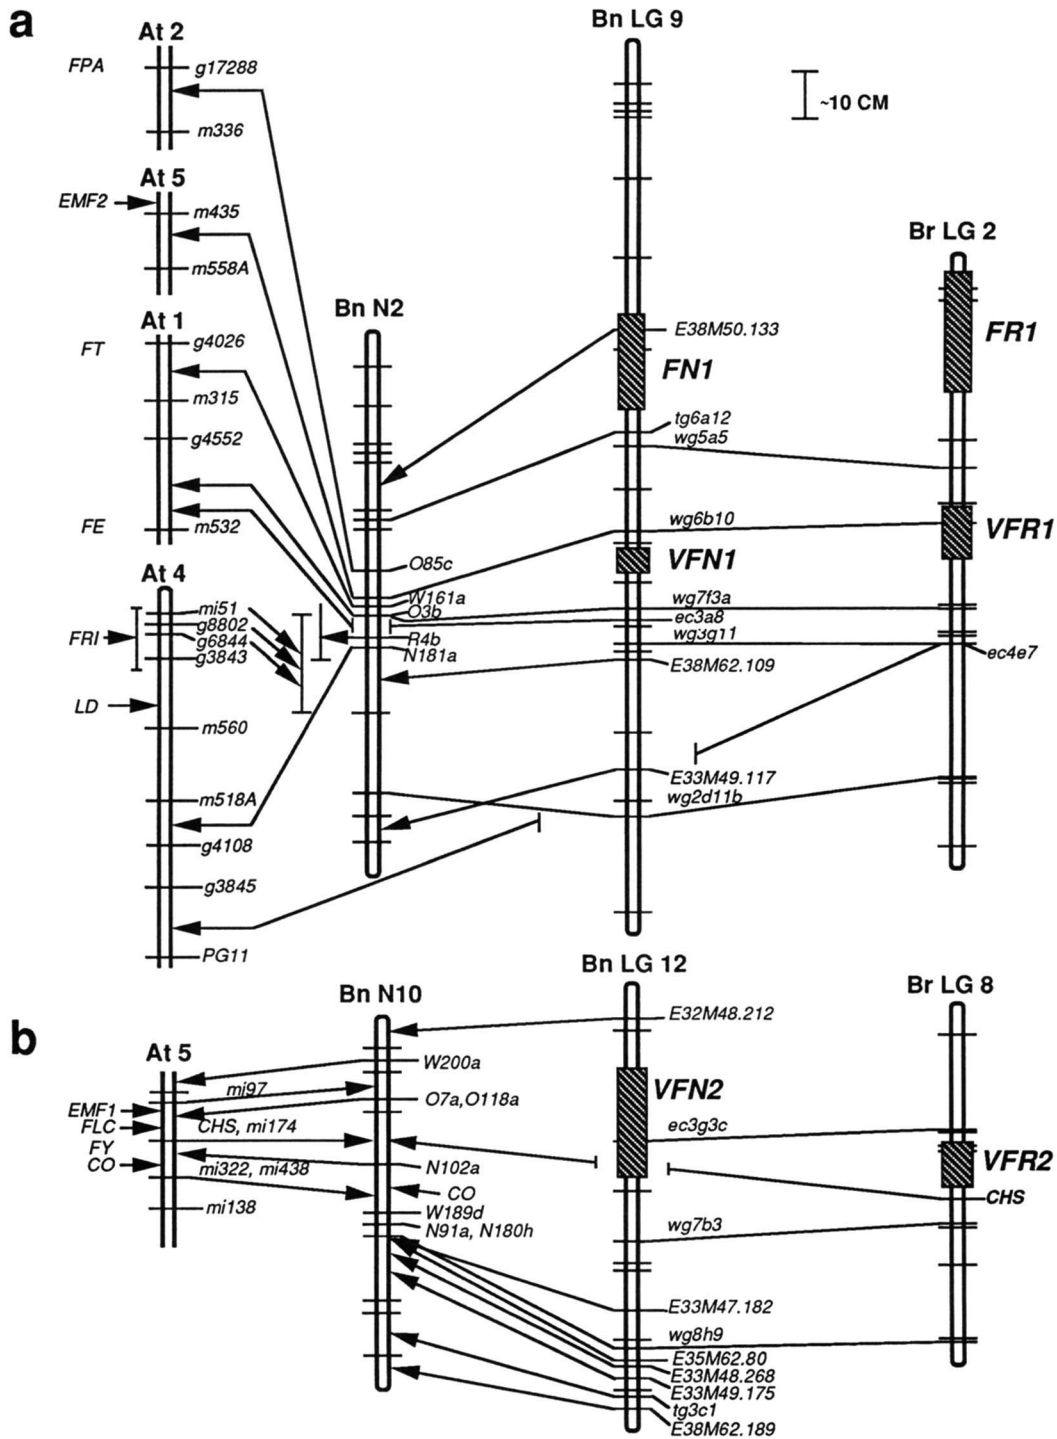 a
At 2
FPA
g17288
m336
At 5
EMF2
m435
m558A
At 1
FT
g4026
m315
g4552
FE
m532
At 4
mi51
g8802
FRI
g6844
g3843
LD
m560
m518A
g4108
g3845
PG11
Bn N2
O85c
W161a
O3b
R4b
N181a
Bn LG 9
~10 CM
E38M50.133
FN1
tg6a12
wg5a5
wg6b10
VFN1
wg7f3a
ec3a8
wg3g11
E38M62.109
E33M49.117
wg2d11b
Br LG 2
FR1
VFR1
ec4e7
b
At 5
mi97
EMF1
FLC
CHS, mi174
FY
CO
mi322, mi438
mi138
Bn N10
W200a
O7a,O118a
N102a
CO
W189d
N91a, N180h
Bn LG 12
E32M48.212
VFN2
ec3g3c
wg7b3
E33M47.182
wg8h9
E35M62.80
E33M48.268
E33M49.175
tg3c1
E38M62.189
Br LG 8
VFR2
CHS